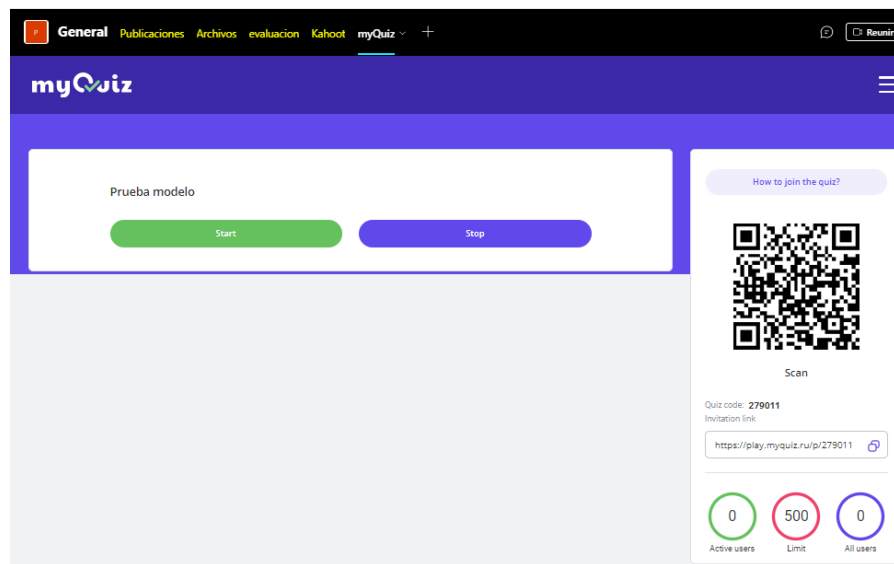 P General Publicaciones Archivos evaluacion Kahoot myQuiz Reunir
myQuiz
Prueba modelo
Start Stop
How to join the quiz?
Scan
Quiz code: 279011
Invitation link
https://play.myquiz.ru/p/279011
0 500 0
Active users Limit All users